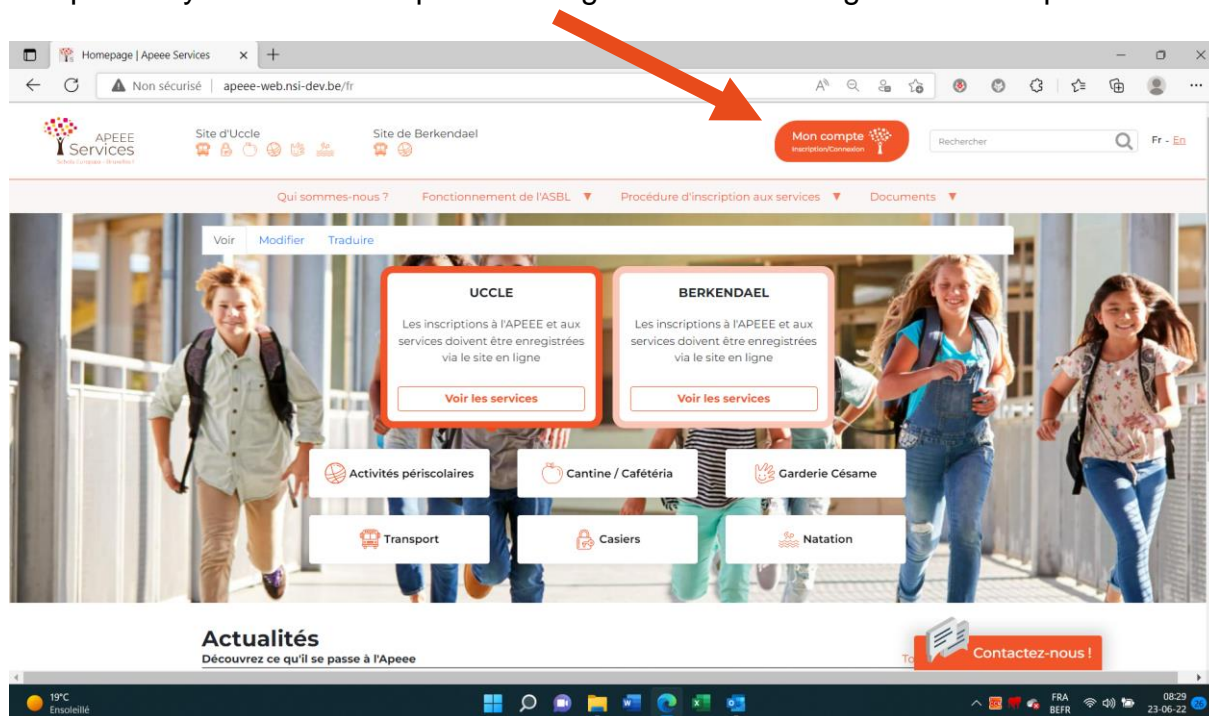 Homepage | Apeee Services
Non sécurisé | apeee-web.nsi-dev.be/fr
APEEE
Services
Site d'Uccle
Site de Berkendael
Mon compte
Inscription/Connexion
Rechercher
Fr - En
Qui sommes-nous ? Fonctionnement de l'ASBL ▼ Procédure d'inscription aux services ▼ Documents ▼
Voir Modifier Traduire
UCCLE
Les inscriptions à l'APEEE et aux
services doivent être enregistrées
via le site en ligne
Voir les services
BERKENDAEL
Les inscriptions à l'APEEE et aux
services doivent être enregistrées
via le site en ligne
Voir les services
Activités périscolaires
Cantine / Cafétéria
Garderie Césame
Transport
Casiers
Natation
Actualités
Découvrez ce qu'il se passe à l'Apeee
Contactez-nous !
19°C
Ensoleillé
FRA
BEFR
08:29
23-06-22
26